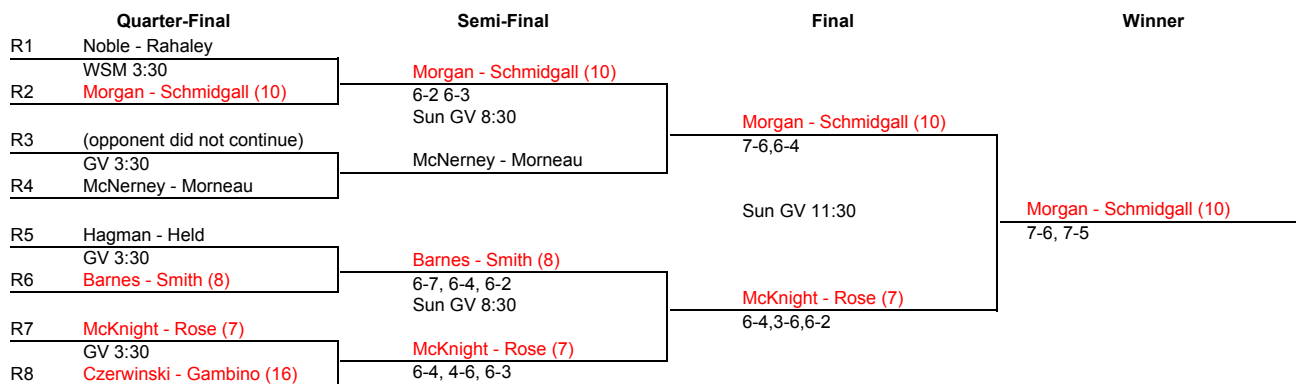 Quarter-Final Semi-Final Final Winner
R1 Noble - Rahaley
WSM 3:30
Morgan - Schmidgall (10)
R2 Morgan - Schmidgall (10)
6-2 6-3
Sun GV 8:30
Morgan - Schmidgall (10)
R3 (opponent did not continue)
7-6,6-4
GV 3:30
McNerney - Morneau
R4 McNerney - Morneau
Sun GV 11:30
Morgan - Schmidgall (10)
R5 Hagman - Held
7-6, 7-5
GV 3:30
Barnes - Smith (8)
R6 Barnes - Smith (8)
6-7, 6-4, 6-2
Sun GV 8:30
McKnight - Rose (7)
R7 McKnight - Rose (7)
6-4,3-6,6-2
GV 3:30
McKnight - Rose (7)
R8 Czerwinski - Gambino (16)
6-4, 4-6, 6-3